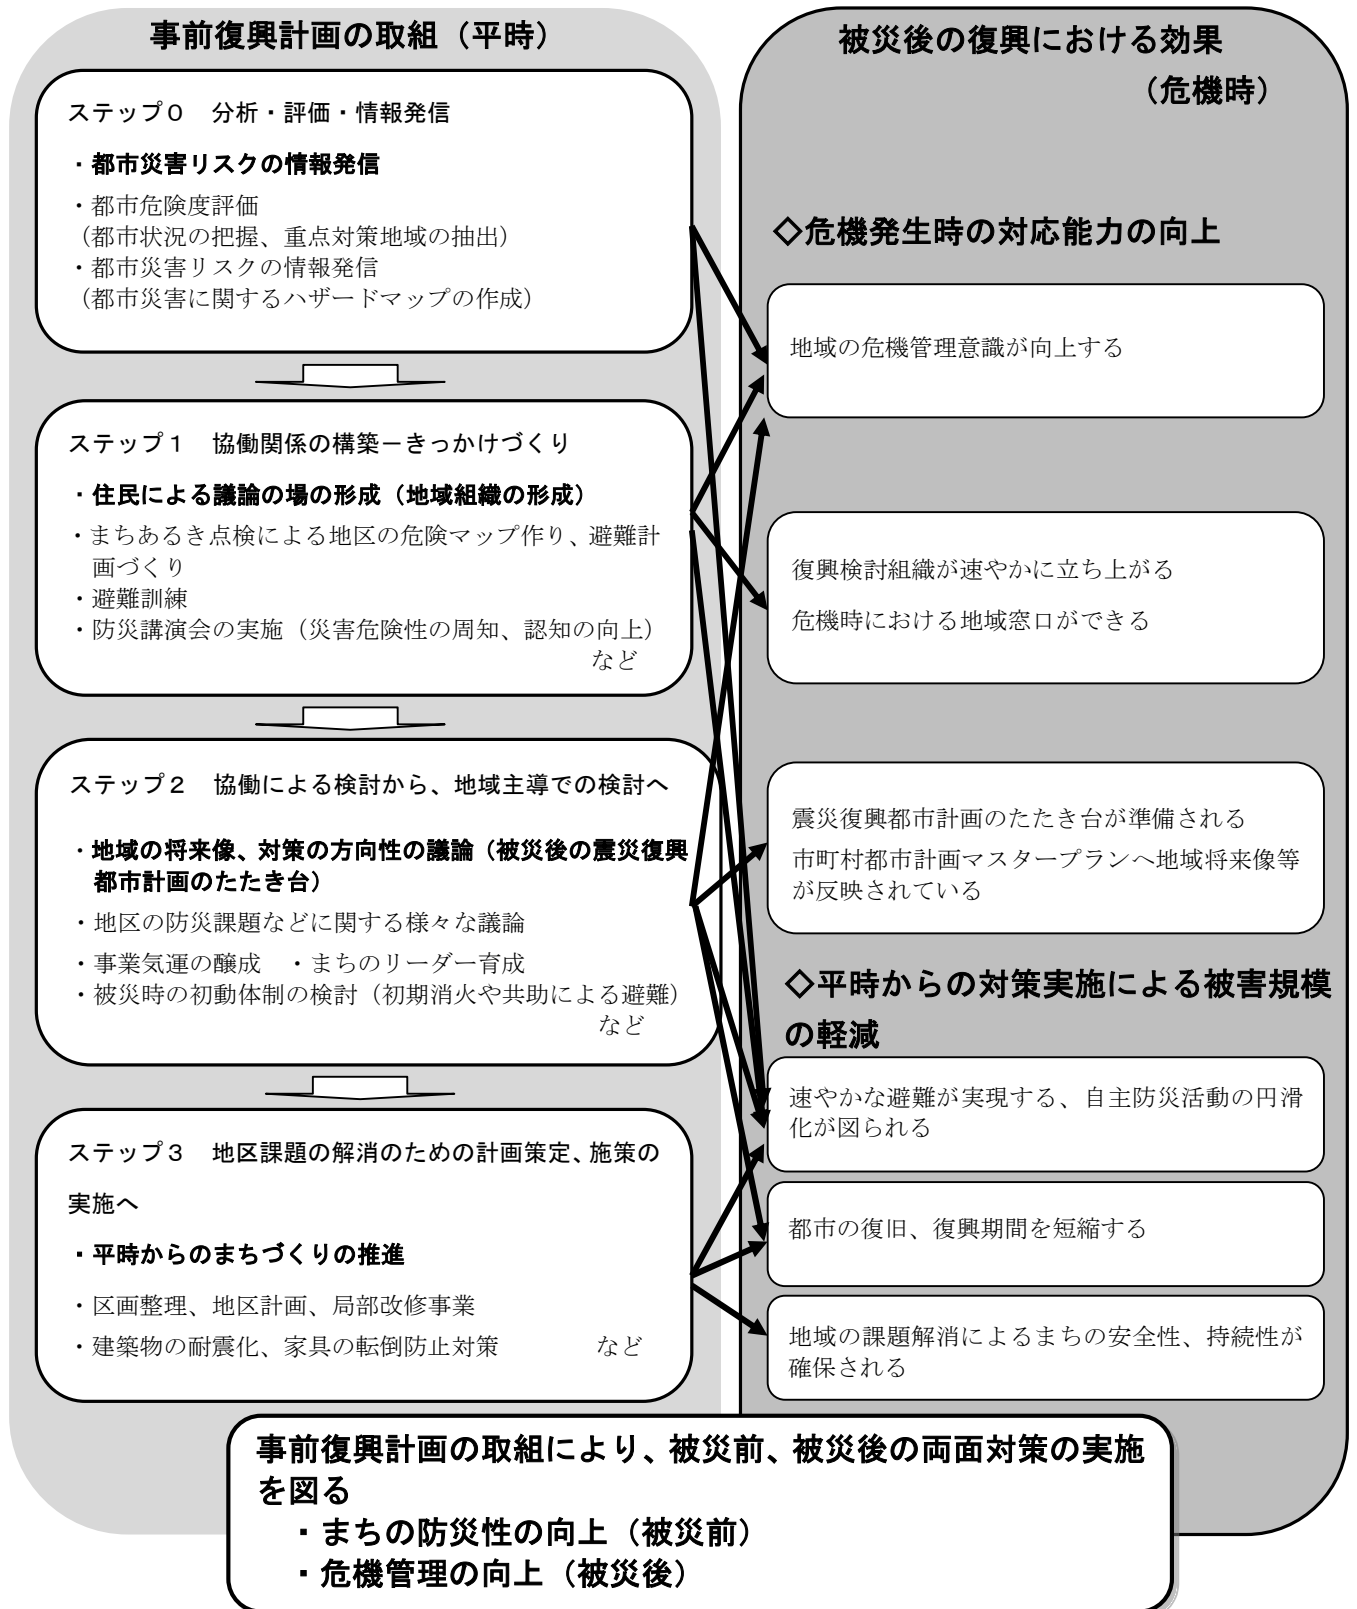 事前復興計画の取組（平時）
ステップ０　分析・評価・情報発信
・都市災害リスクの情報発信
・都市危険度評価
（都市状況の把握、重点対策地域の抽出）
・都市災害リスクの情報発信
（都市災害に関するハザードマップの作成）
ステップ１　協働関係の構築－きっかけづくり
・住民による議論の場の形成（地域組織の形成）
・まちあるき点検による地区の危険マップ作り、避難計
画づくり
・避難訓練
・防災講演会の実施（災害危険性の周知、認知の向上）
など
ステップ２　協働による検討から、地域主導での検討へ
・地域の将来像、対策の方向性の議論（被災後の震災復興
都市計画のたたき台）
・地区の防災課題などに関する様々な議論
・事業気運の醸成　・まちのリーダー育成
・被災時の初動体制の検討（初期消火や共助による避難）
など
ステップ３　地区課題の解消のための計画策定、施策の
実施へ
・平時からのまちづくりの推進
・区画整理、地区計画、局部改修事業
・建築物の耐震化、家具の転倒防止対策　　　　など
被災後の復興における効果
（危機時）
◇危機発生時の対応能力の向上
地域の危機管理意識が向上する
復興検討組織が速やかに立ち上がる
危機時における地域窓口ができる
震災復興都市計画のたたき台が準備される
市町村都市計画マスタープランへ地域将来像等
が反映されている
◇平時からの対策実施による被害規模
の軽減
速やかな避難が実現する、自主防災活動の円滑
化が図られる
都市の復旧、復興期間を短縮する
地域の課題解消によるまちの安全性、持続性が
確保される
事前復興計画の取組により、被災前、被災後の両面対策の実施
を図る
・まちの防災性の向上（被災前）
・危機管理の向上（被災後）